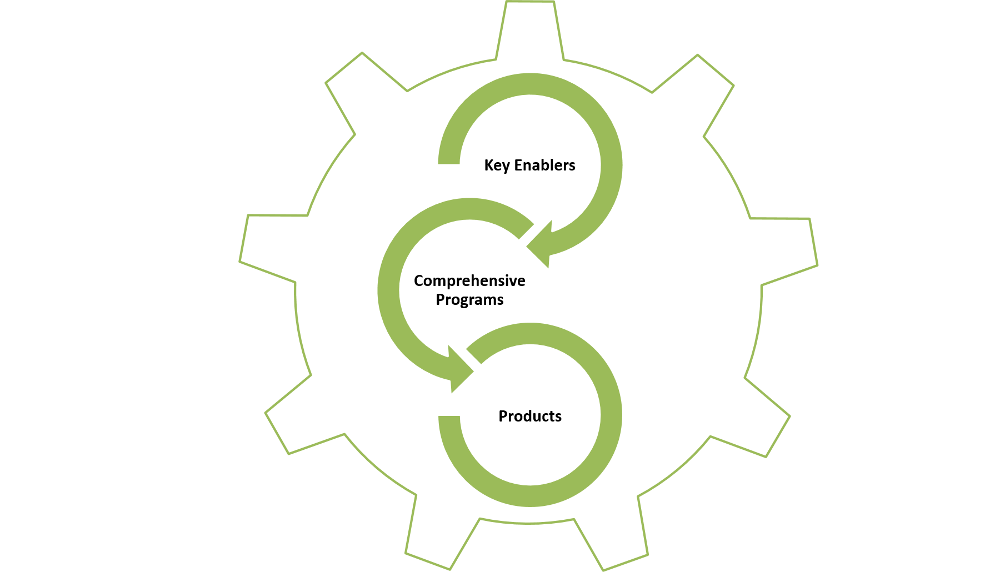 Key Enablers
Comprehensive
Programs
Products